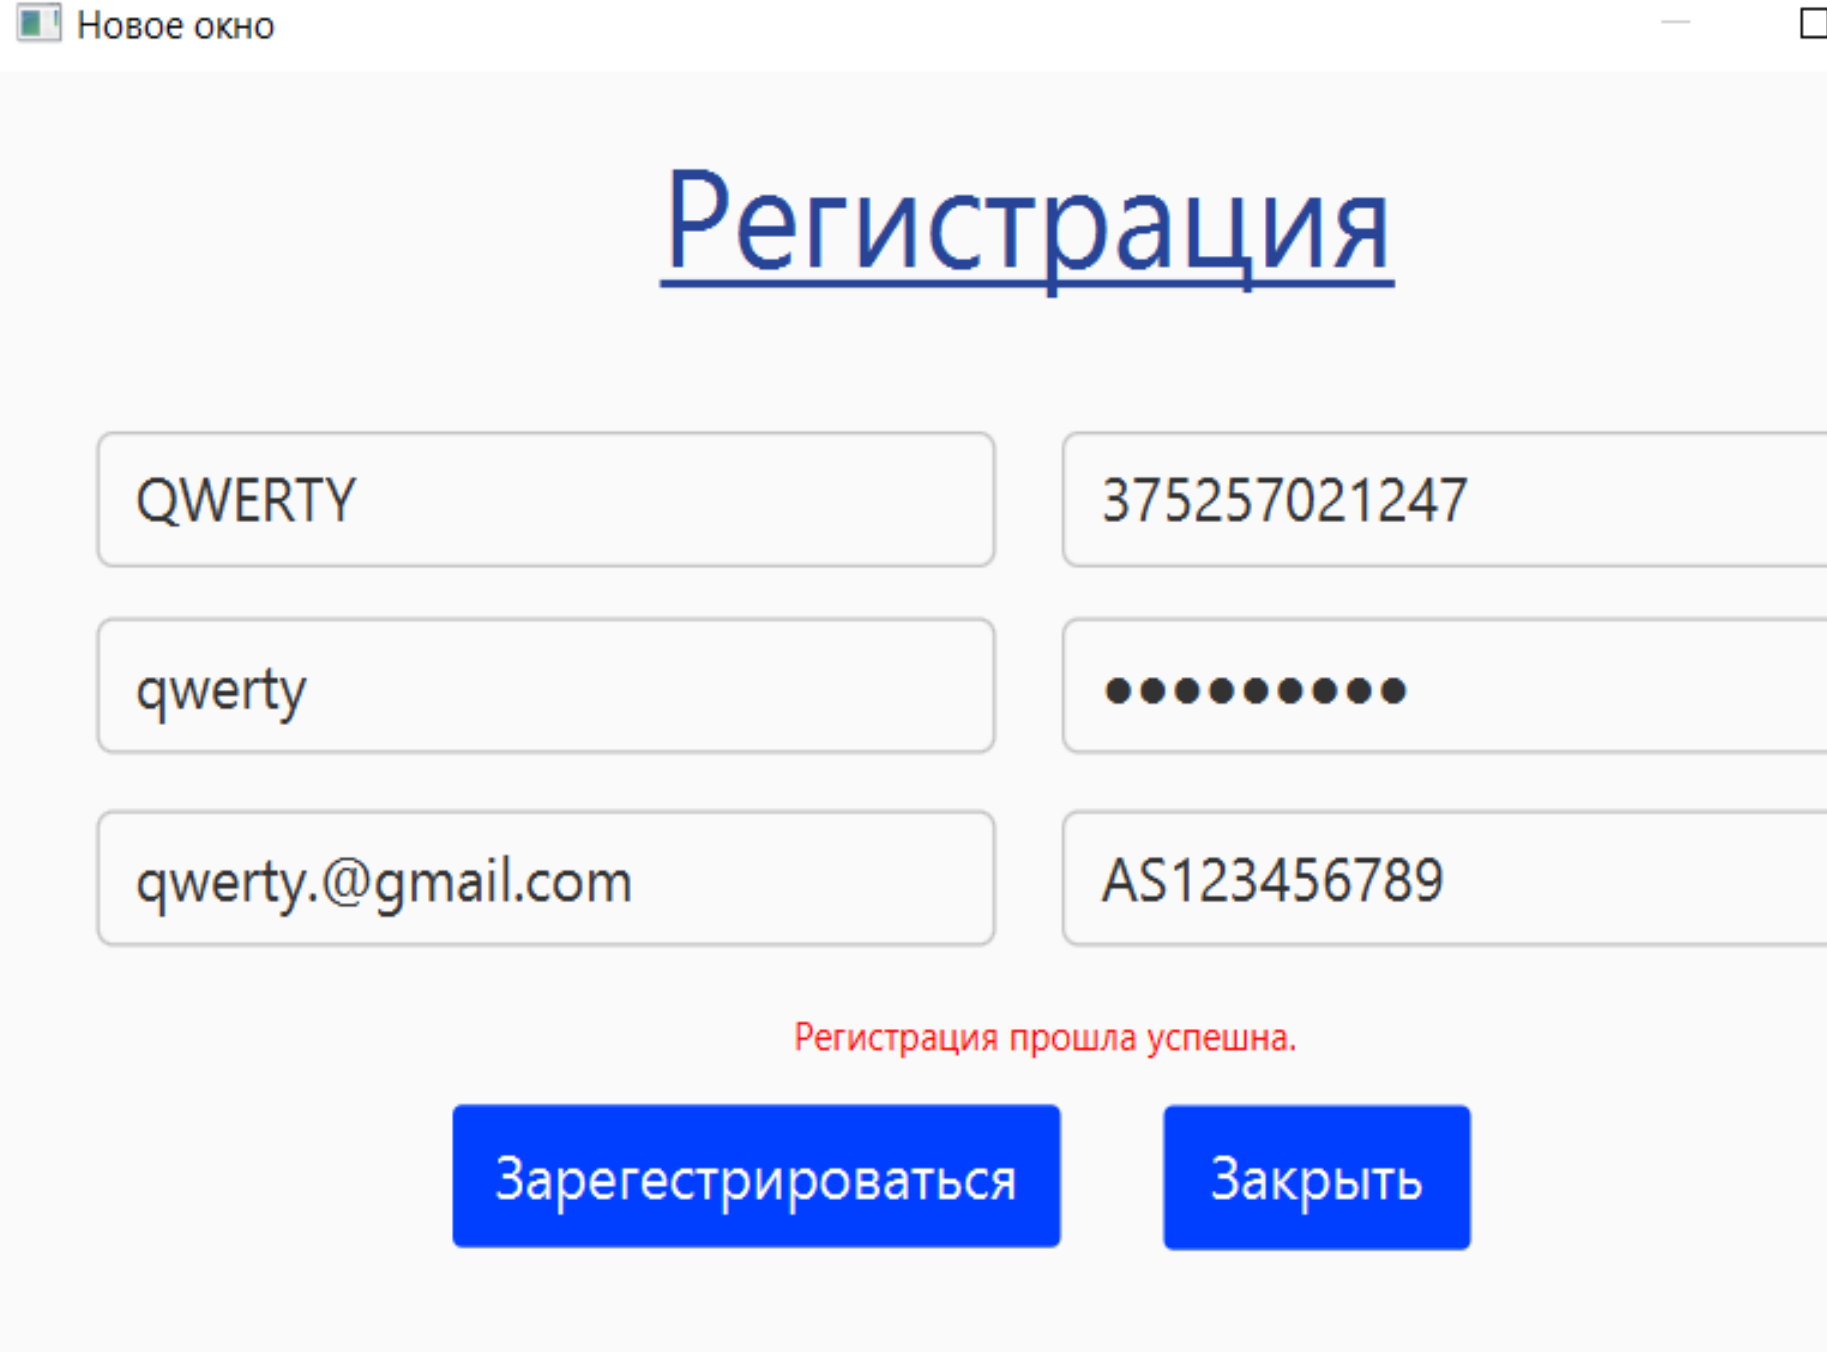 Новое окно
Регистрация
QWERTY
375257021247
qwerty
●●●●●●●●●
qwerty.@gmail.com
AS123456789
Регистрация прошла успешна.
Зарегестрироваться
Закрыть